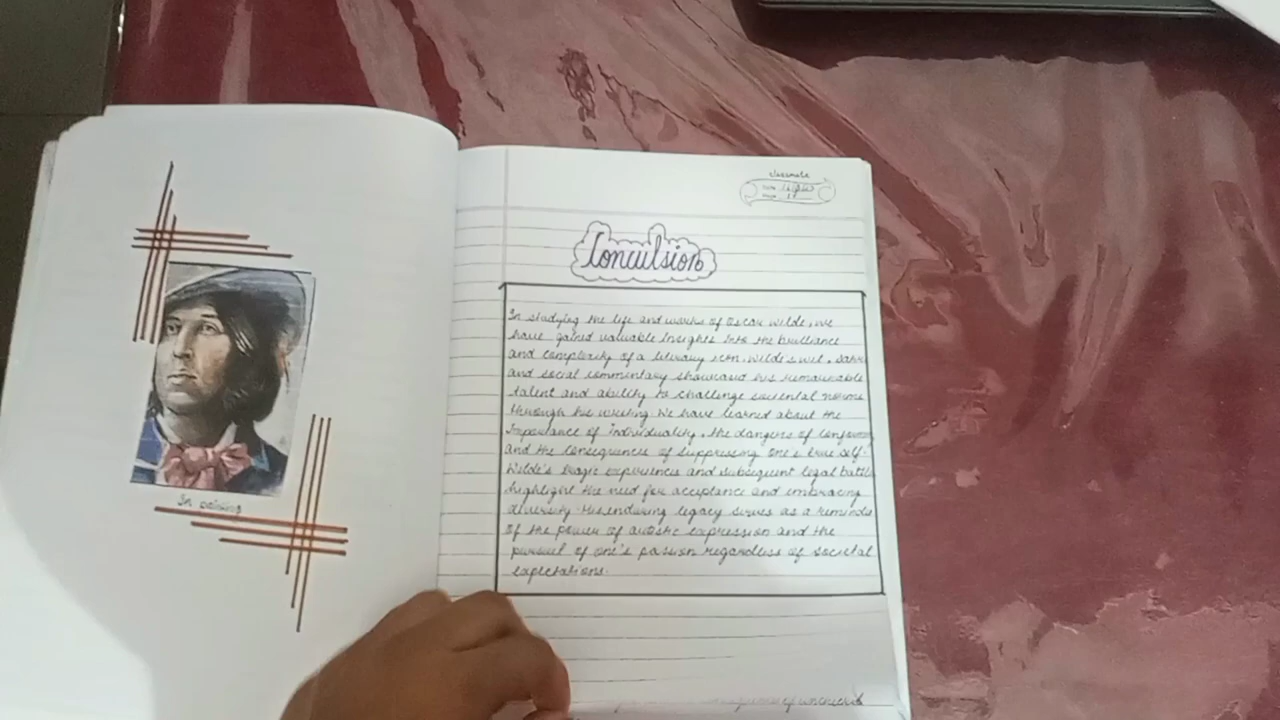 classmate
Conculsion
In studying the life and works of Oscar Wilde, we
have gained valuable insights into the brilliance
and complexity of a literary icon. Wilde's wit, satire
and social commentary showcased his remarkable
talent and ability to challenge societal norms
through his writing. We have learned about the
importance of individuality, the dangers of
and the consequences of suppressing one's true self.
Wilde's tragic experiences and subsequent legal battle
highlight the need for acceptance and embracing
diversity. His enduring legacy serves as a reminder
of the power of autistic expression and the
pursuit of one's passion regardless of societal
expectations.
In painting